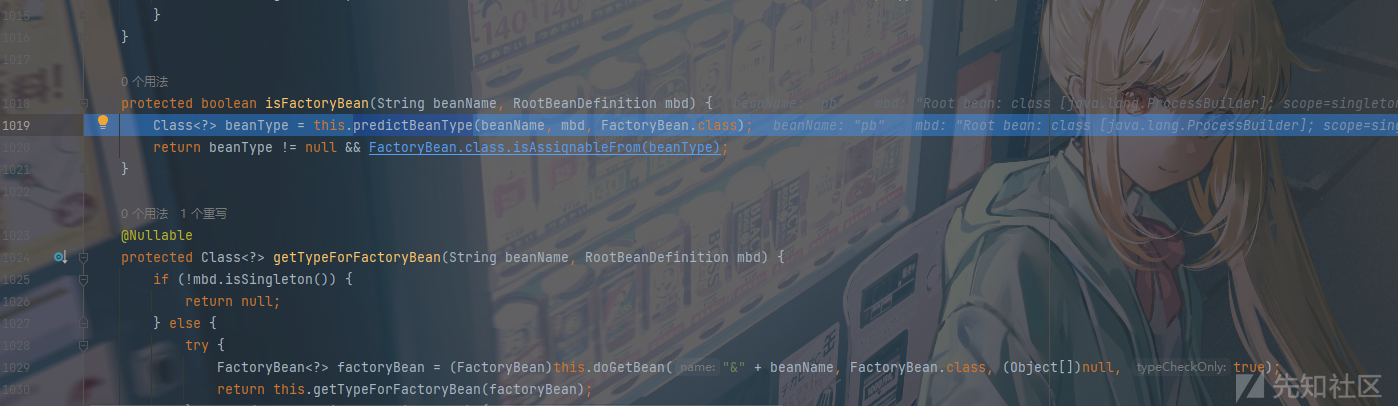 1015 }
1016 }
1017
0 个用法
1018 protected boolean isFactoryBean(String beanName, RootBeanDefinition mbd) { beanName: "pb" mbd: "Root bean: class [java.lang.ProcessBuilder]; scope=singleton
1019 Class<?> beanType = this.predictBeanType(beanName, mbd, FactoryBean.class); beanName: "pb" mbd: "Root bean: class [java.lang.ProcessBuilder]; scope=sing
1020 return beanType != null && FactoryBean.class.isAssignableFrom(beanType);
1021 }
1022
0 个用法 1 个重写
1023 @Nullable
1024 protected Class<?> getTypeForFactoryBean(String beanName, RootBeanDefinition mbd) {
1025 if (!mbd.isSingleton()) {
1026 return null;
1027 } else {
1028 try {
1029 FactoryBean<?> factoryBean = (FactoryBean)this.doGetBean( name: "&" + beanName, FactoryBean.class, (Object[])null, typeCheckOnly: true);
1030 return this.getTypeForFactoryBean(factoryBean);
140
140
先知社区